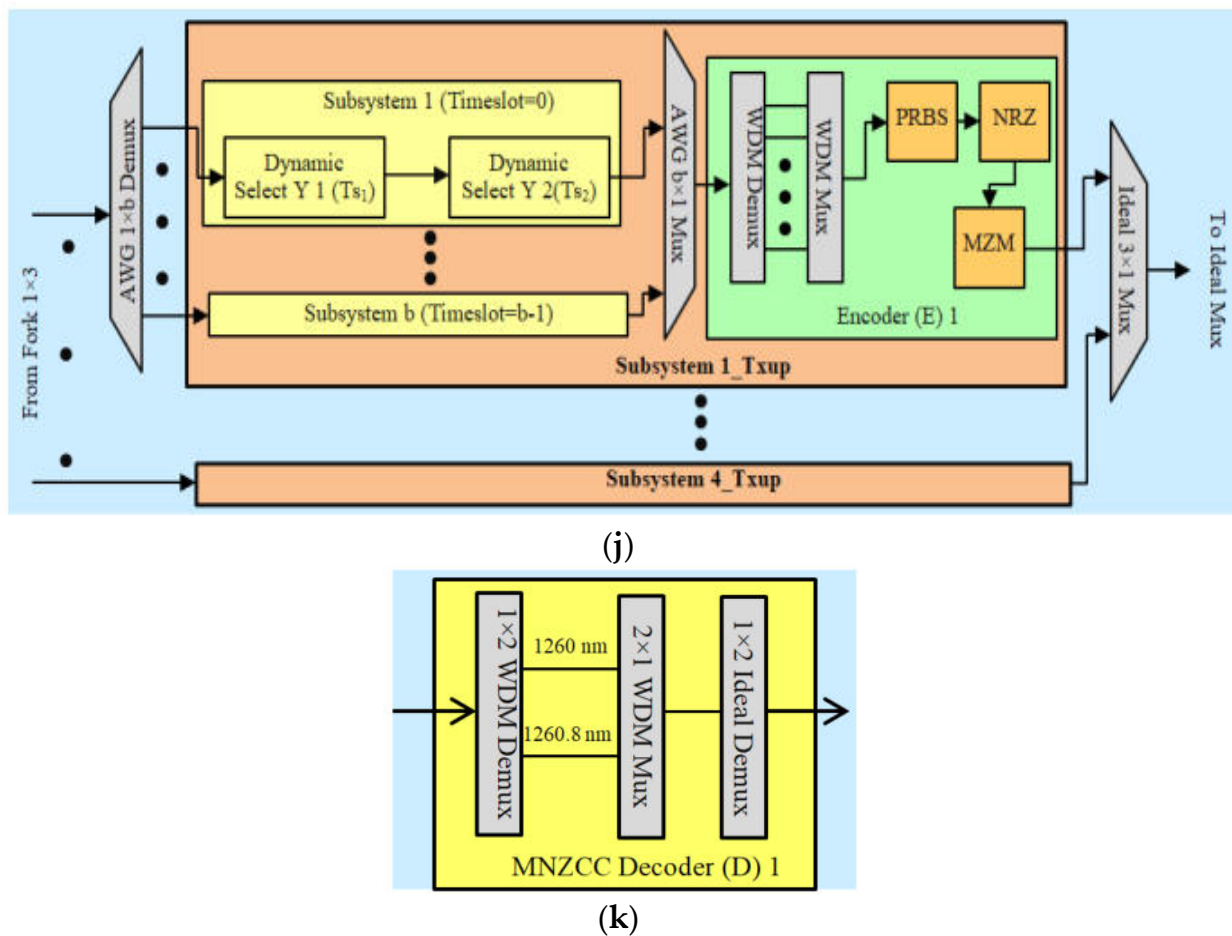 From Fork 1×3
AWG 1×b Demux
Subsystem 1 (Timeslot=0)
Dynamic
Select Y 1 (Ts₁)
Dynamic
Select Y 2(Ts₂)
Subsystem b (Timeslot=b-1)
AWG b×1 Mux
WDM Demux
WDM Mux
PRBS
NRZ
MZM
Encoder (E) 1
Subsystem 1_Txup
Ideal 3×1 Mux
To Ideal Mux
Subsystem 4_Txup
(j)
1×2 WDM Demux
1260 nm
1260.8 nm
2×1 WDM Mux
1×2 Ideal Demux
MNZCC Decoder (D) 1
(k)